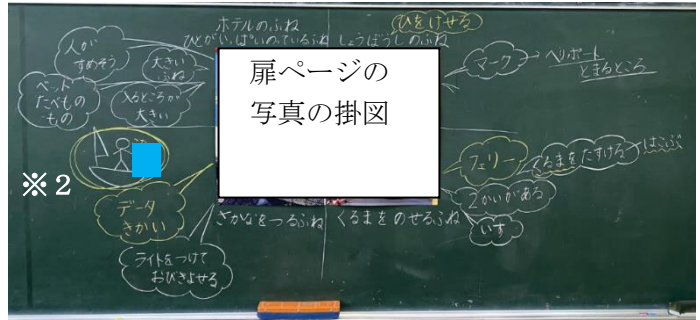 ホテルのふね
ひとがいっぱいのっているふね
しょうぼうしのふね
ひをけせる
人が
すめそう
大きい
ふね
ベット
たべもの
もの
入るところが
大きい
扉ページの
写真の掛図
マーク
ヘリポート
とまるところ
※2
データ
きかい
ライトをつけて
おびきよせる
さかなをつるふね
くるまをのせるふね
フェリー
くるまをたすける
はこぶ
2かいがある
いす